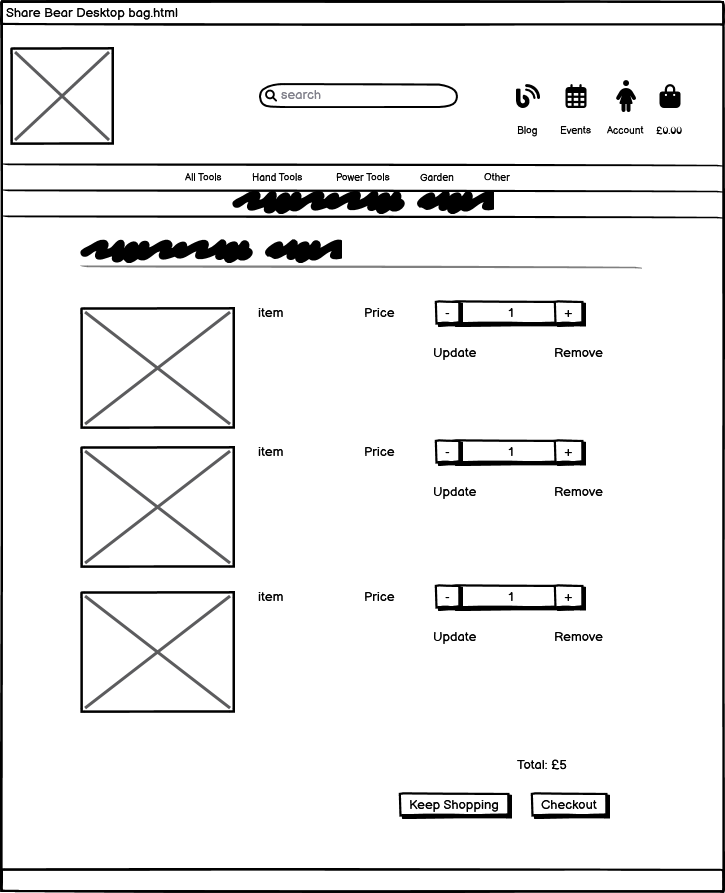 Share Bear Desktop bag.html
search
Blog Events Account £0.00
All Tools Hand Tools Power Tools Garden Other
item Price - 1 +
Update Remove
item Price - 1 +
Update Remove
item Price - 1 +
Update Remove
Total: £5
Keep Shopping Checkout